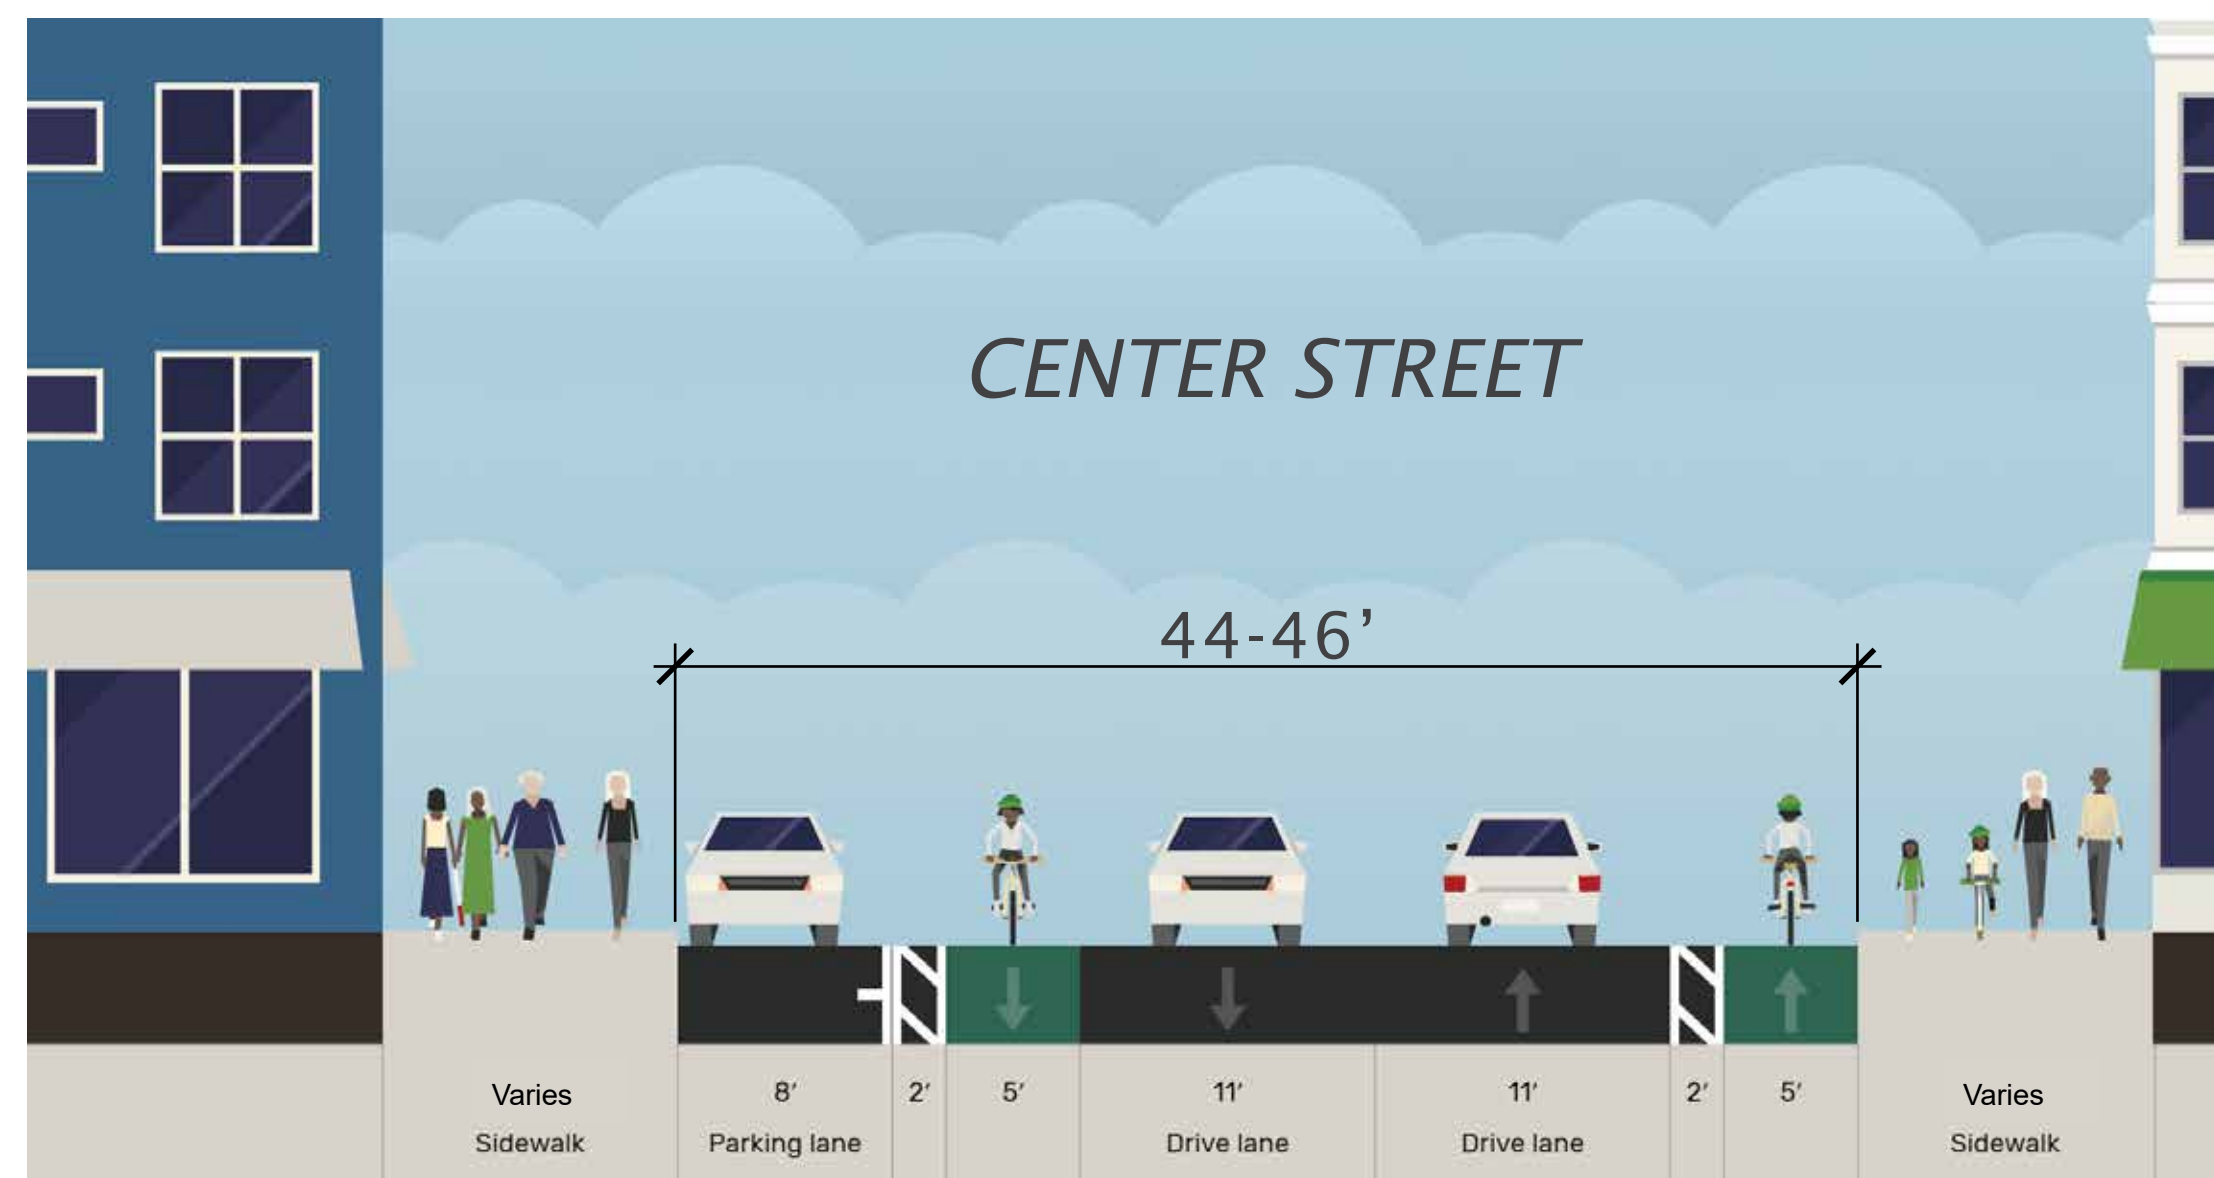 CENTER STREET
44-46’
Varies 8′ 2′ 5′ 11′ 11′ 2′ 5′ Varies
Sidewalk Parking lane Drive lane Drive lane Sidewalk